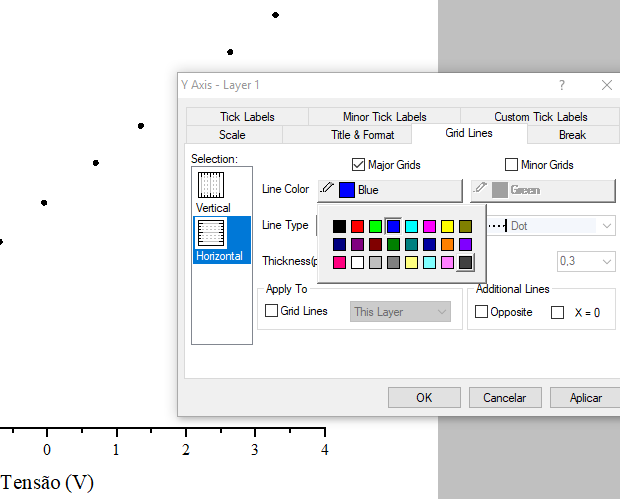 Y Axis - Layer 1
Tick Labels Minor Tick Labels Custom Tick Labels
Scale Title & Format Grid Lines Break
Selection:
Vertical
Horizontal
Major Grids Minor Grids
Line Color Blue Green
Line Type Dot
Thickness(p 0,3
Apply To
Grid Lines This Layer
Additional Lines
Opposite X = 0
OK Cancelar Aplicar
0 1 2 3 4
Tensão (V)